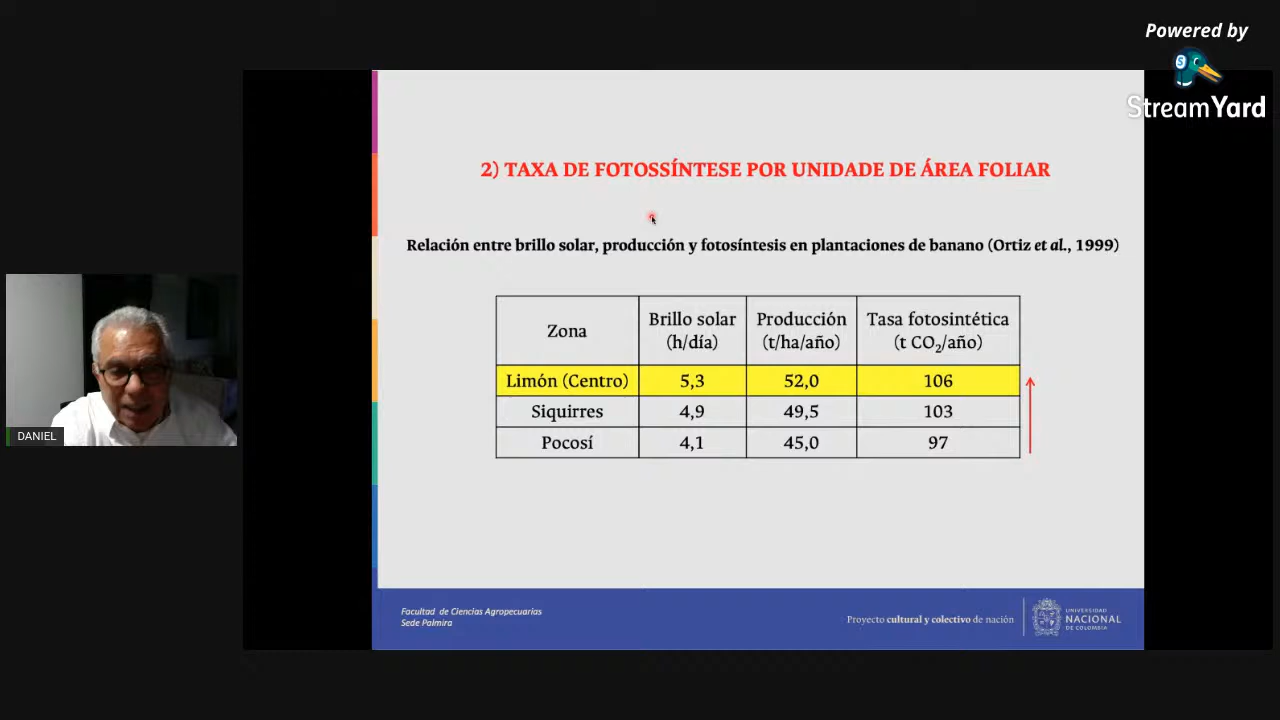 Powered by
StreamYard
2) TAXA DE FOTOSSÍNTESE POR UNIDADE DE ÁREA FOLIAR
Relación entre brillo solar, producción y fotosíntesis en plantaciones de banano (Ortiz et al., 1999)
Zona Brillo solar (h/día) Producción (t/ha/año) Tasa fotosintética (t CO₂/año)
Limón (Centro) 5,3 52,0 106
Siquirres 4,9 49,5 103
Pocosí 4,1 45,0 97
DANIEL
Facultad de Ciencias Agropecuarias
Sede Palmira
Proyecto cultural y colectivo de nación
UNIVERSIDAD
NACIONAL
DE COLOMBIA